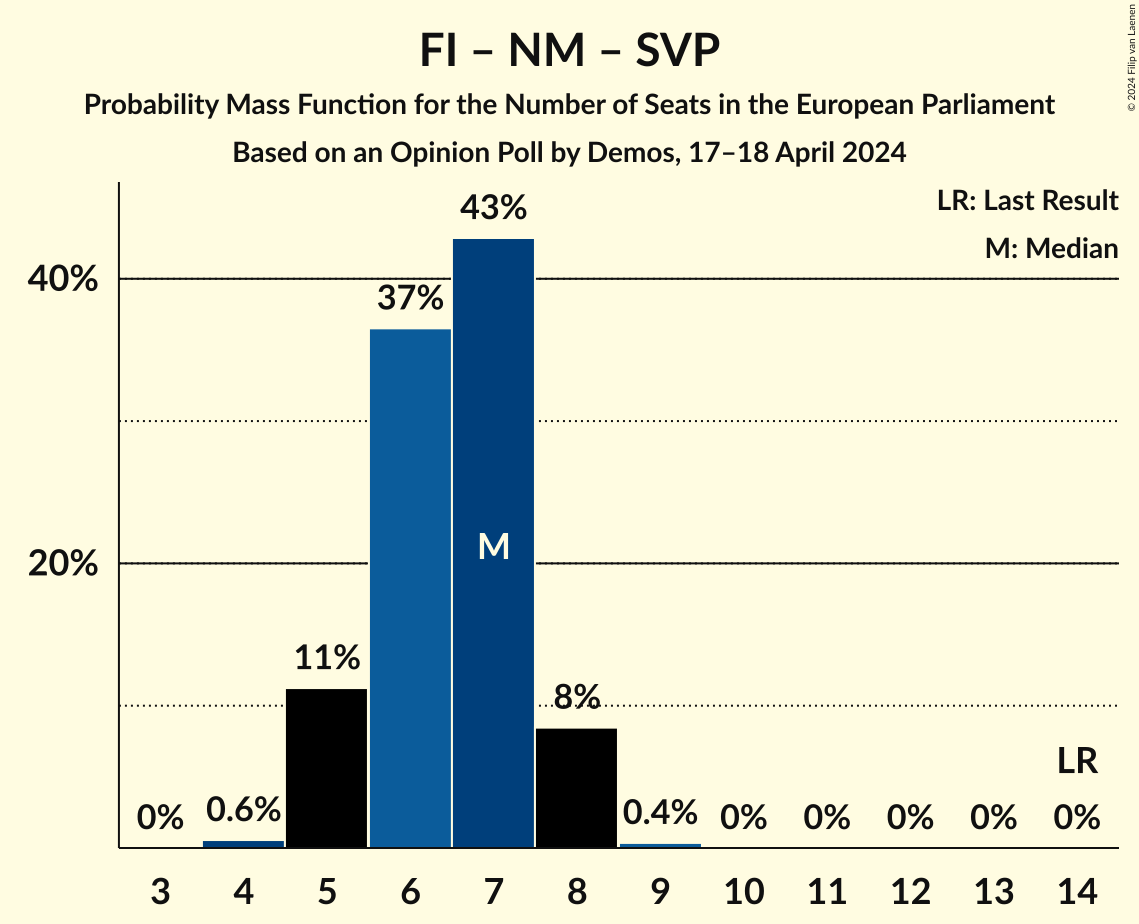 FI – NM – SVP
Probability Mass Function for the Number of Seats in the European Parliament
Based on an Opinion Poll by Demos, 17–18 April 2024
© 2024 Filip van Laenen
LR: Last Result
M: Median
43%
40%
37%
M
20%
11%
8%
LR
0% 0.6% 0.4% 0% 0% 0% 0% 0%
3 4 5 6 7 8 9 10 11 12 13 14